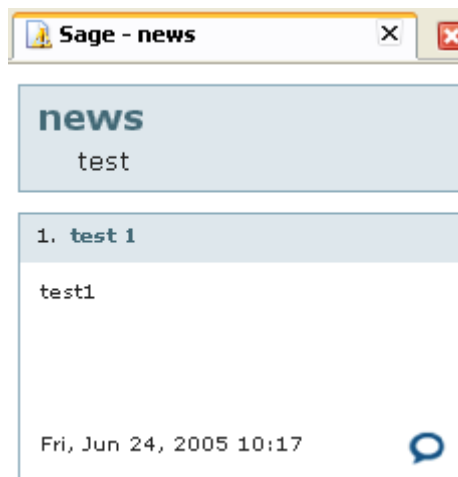 Sage - news
news
test
1. test 1
test1
Fri, Jun 24, 2005 10:17